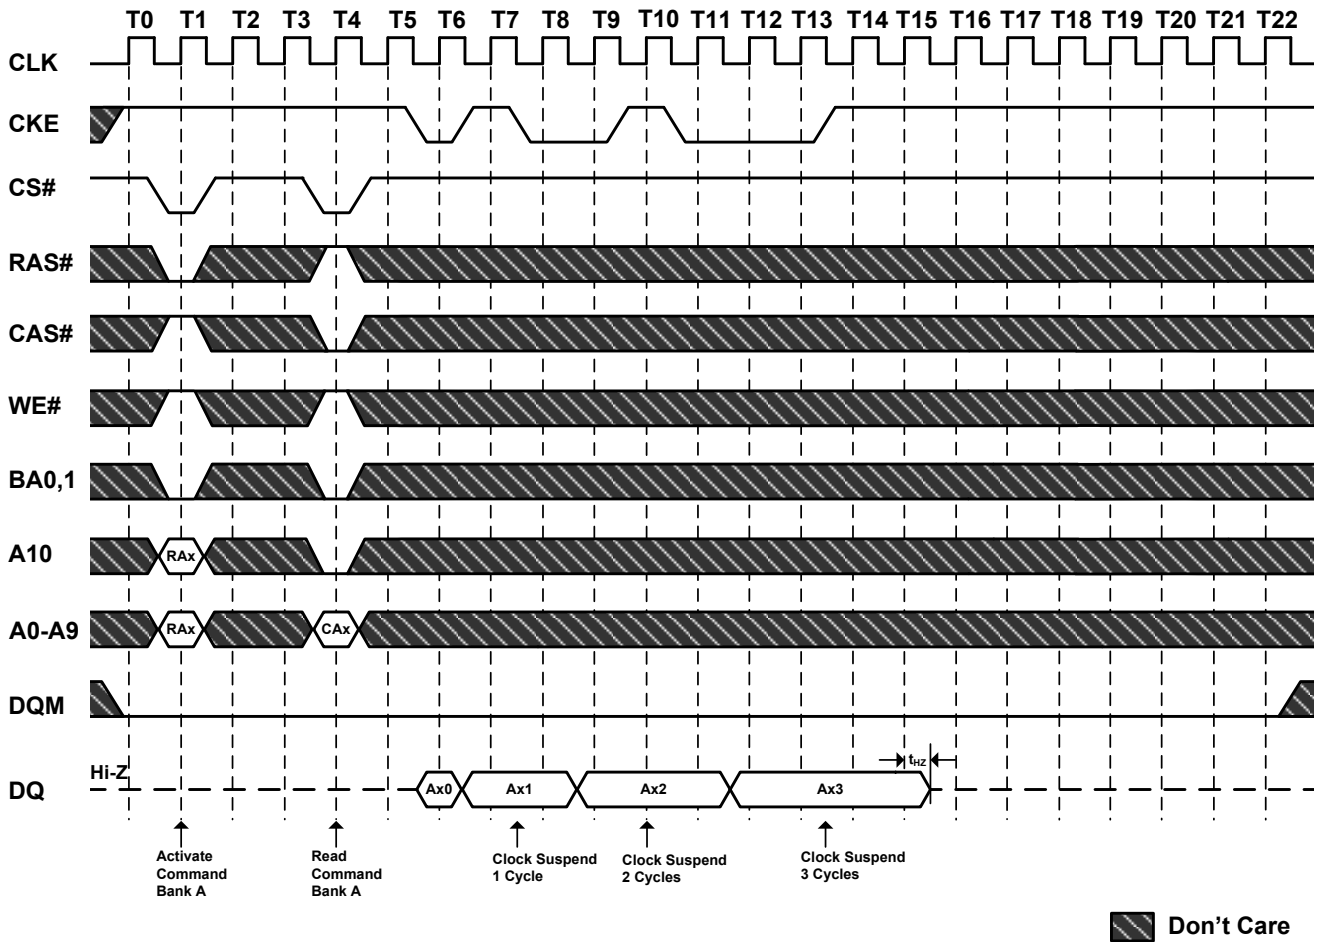 T0 T1 T2 T3 T4 T5 T6 T7 T8 T9 T10 T11 T12 T13 T14 T15 T16 T17 T18 T19 T20 T21 T22
CLK
CKE
CS#
RAS#
CAS#
WE#
BA0,1
A10 RAx
A0-A9 RAx CAx
DQM
tHZ
Hi-Z
DQ Ax0 Ax1 Ax2 Ax3
Activate
Command
Bank A
Read
Command
Bank A
Clock Suspend
1 Cycle
Clock Suspend
2 Cycles
Clock Suspend
3 Cycles
Don't Care